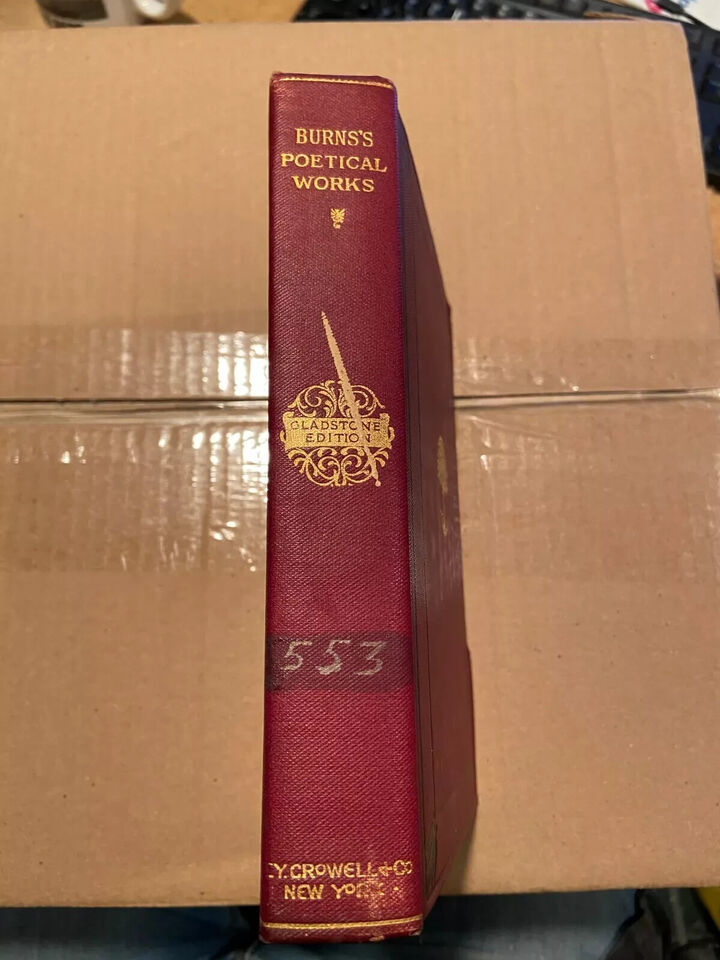 BURNS'S
POETICAL
WORKS
GLADSTONE
EDITION
553
Y. CROWELL & CO
NEW YORK